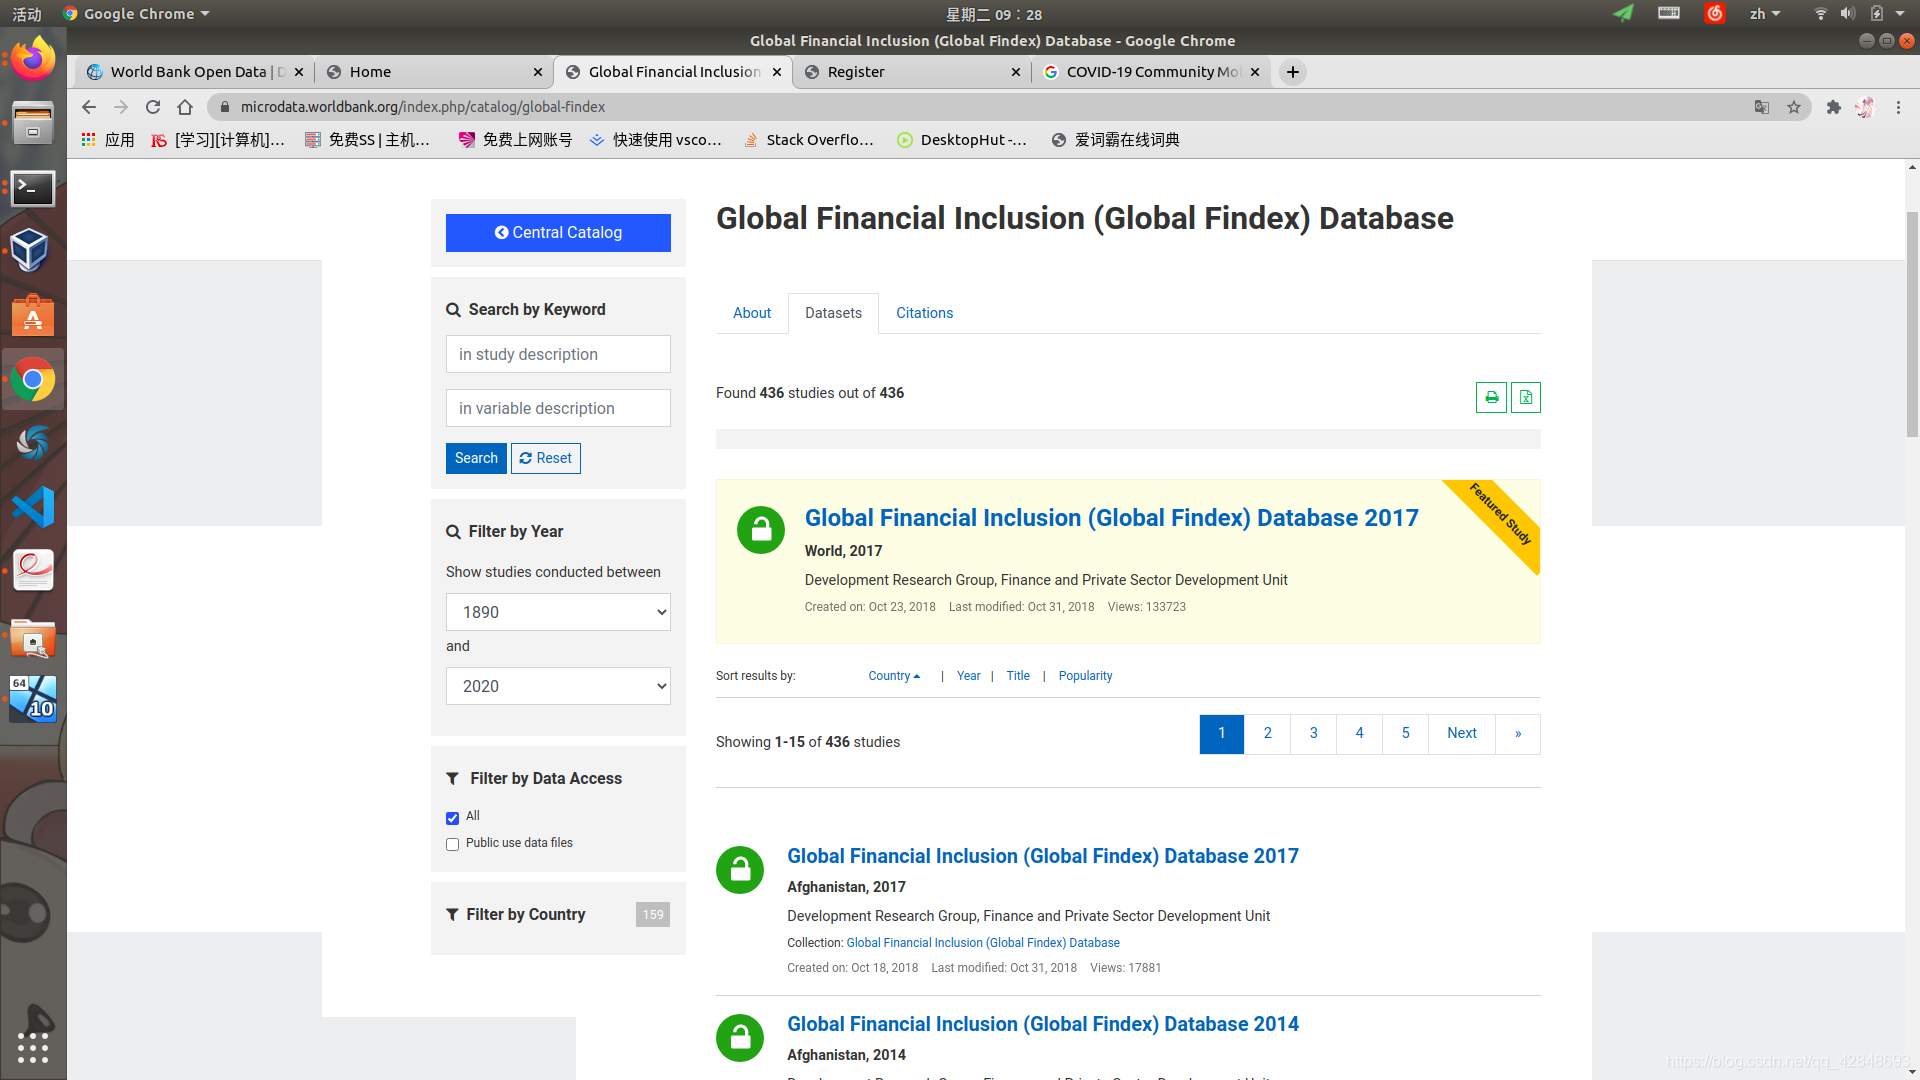 活动
Google Chrome
星期二 09：28
zh
Global Financial Inclusion (Global Findex) Database - Google Chrome
World Bank Open Data | D
Home
Global Financial Inclusion
Register
COVID-19 Community Mo
microdata.worldbank.org/index.php/catalog/global-findex
应用
[学习][计算机]...
免费SS | 主机...
免费上网账号
快速使用 vsco...
Stack Overflo...
DesktopHut -...
爱词霸在线词典
Central Catalog
Search by Keyword
in study description
in variable description
Search
Reset
Filter by Year
Show studies conducted between
1890
and
2020
Filter by Data Access
All
Public use data files
Filter by Country
159
Global Financial Inclusion (Global Findex) Database
About
Datasets
Citations
Found 436 studies out of 436
Featured Study
Global Financial Inclusion (Global Findex) Database 2017
World, 2017
Development Research Group, Finance and Private Sector Development Unit
Created on: Oct 23, 2018 Last modified: Oct 31, 2018 Views: 133723
Sort results by: Country | Year | Title | Popularity
Showing 1-15 of 436 studies
1 2 3 4 5 Next »
Global Financial Inclusion (Global Findex) Database 2017
Afghanistan, 2017
Development Research Group, Finance and Private Sector Development Unit
Collection: Global Financial Inclusion (Global Findex) Database
Created on: Oct 18, 2018 Last modified: Oct 31, 2018 Views: 17881
Global Financial Inclusion (Global Findex) Database 2014
Afghanistan, 2014
64
10
https://blog.csdn.net/qq_42848693